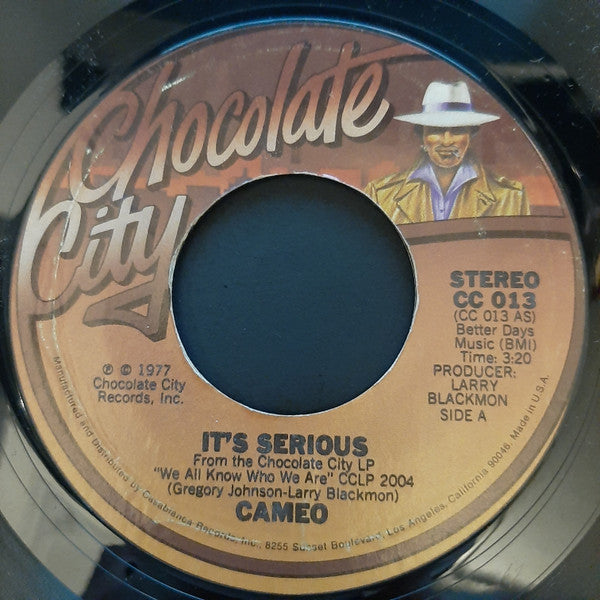 Chocolate
City
STEREO
CC 013
(CC 013 AS)
Better Days
Music (BMI)
Time: 3:20
PRODUCER:
LARRY
BLACKMON
SIDE A
℗ © 1977
Chocolate City
Records, Inc.
IT'S SERIOUS
From the Chocolate City LP
"We All Know Who We Are" CCLP 2004
(Gregory Johnson-Larry Blackmon)
CAMEO
Manufactured and Distributed by Casablanca Records, Inc., 8255 Sunset Boulevard, Los Angeles, California 90046, Made in U.S.A.